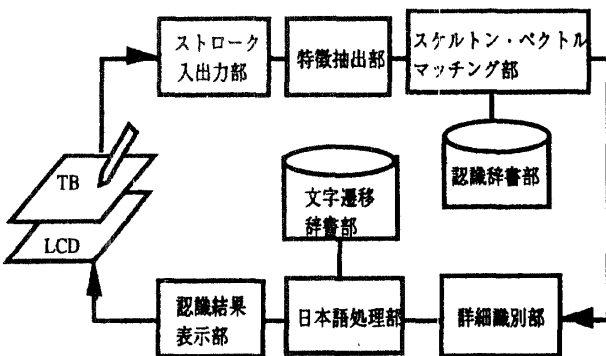 ストローク
入出力部
特徴抽出部
スケルトン・ベクトル
マッチング部
認識辞書部
文字遷移
辞書部
TB
LCD
認識結果
表示部
日本語処理部
詳細識別部